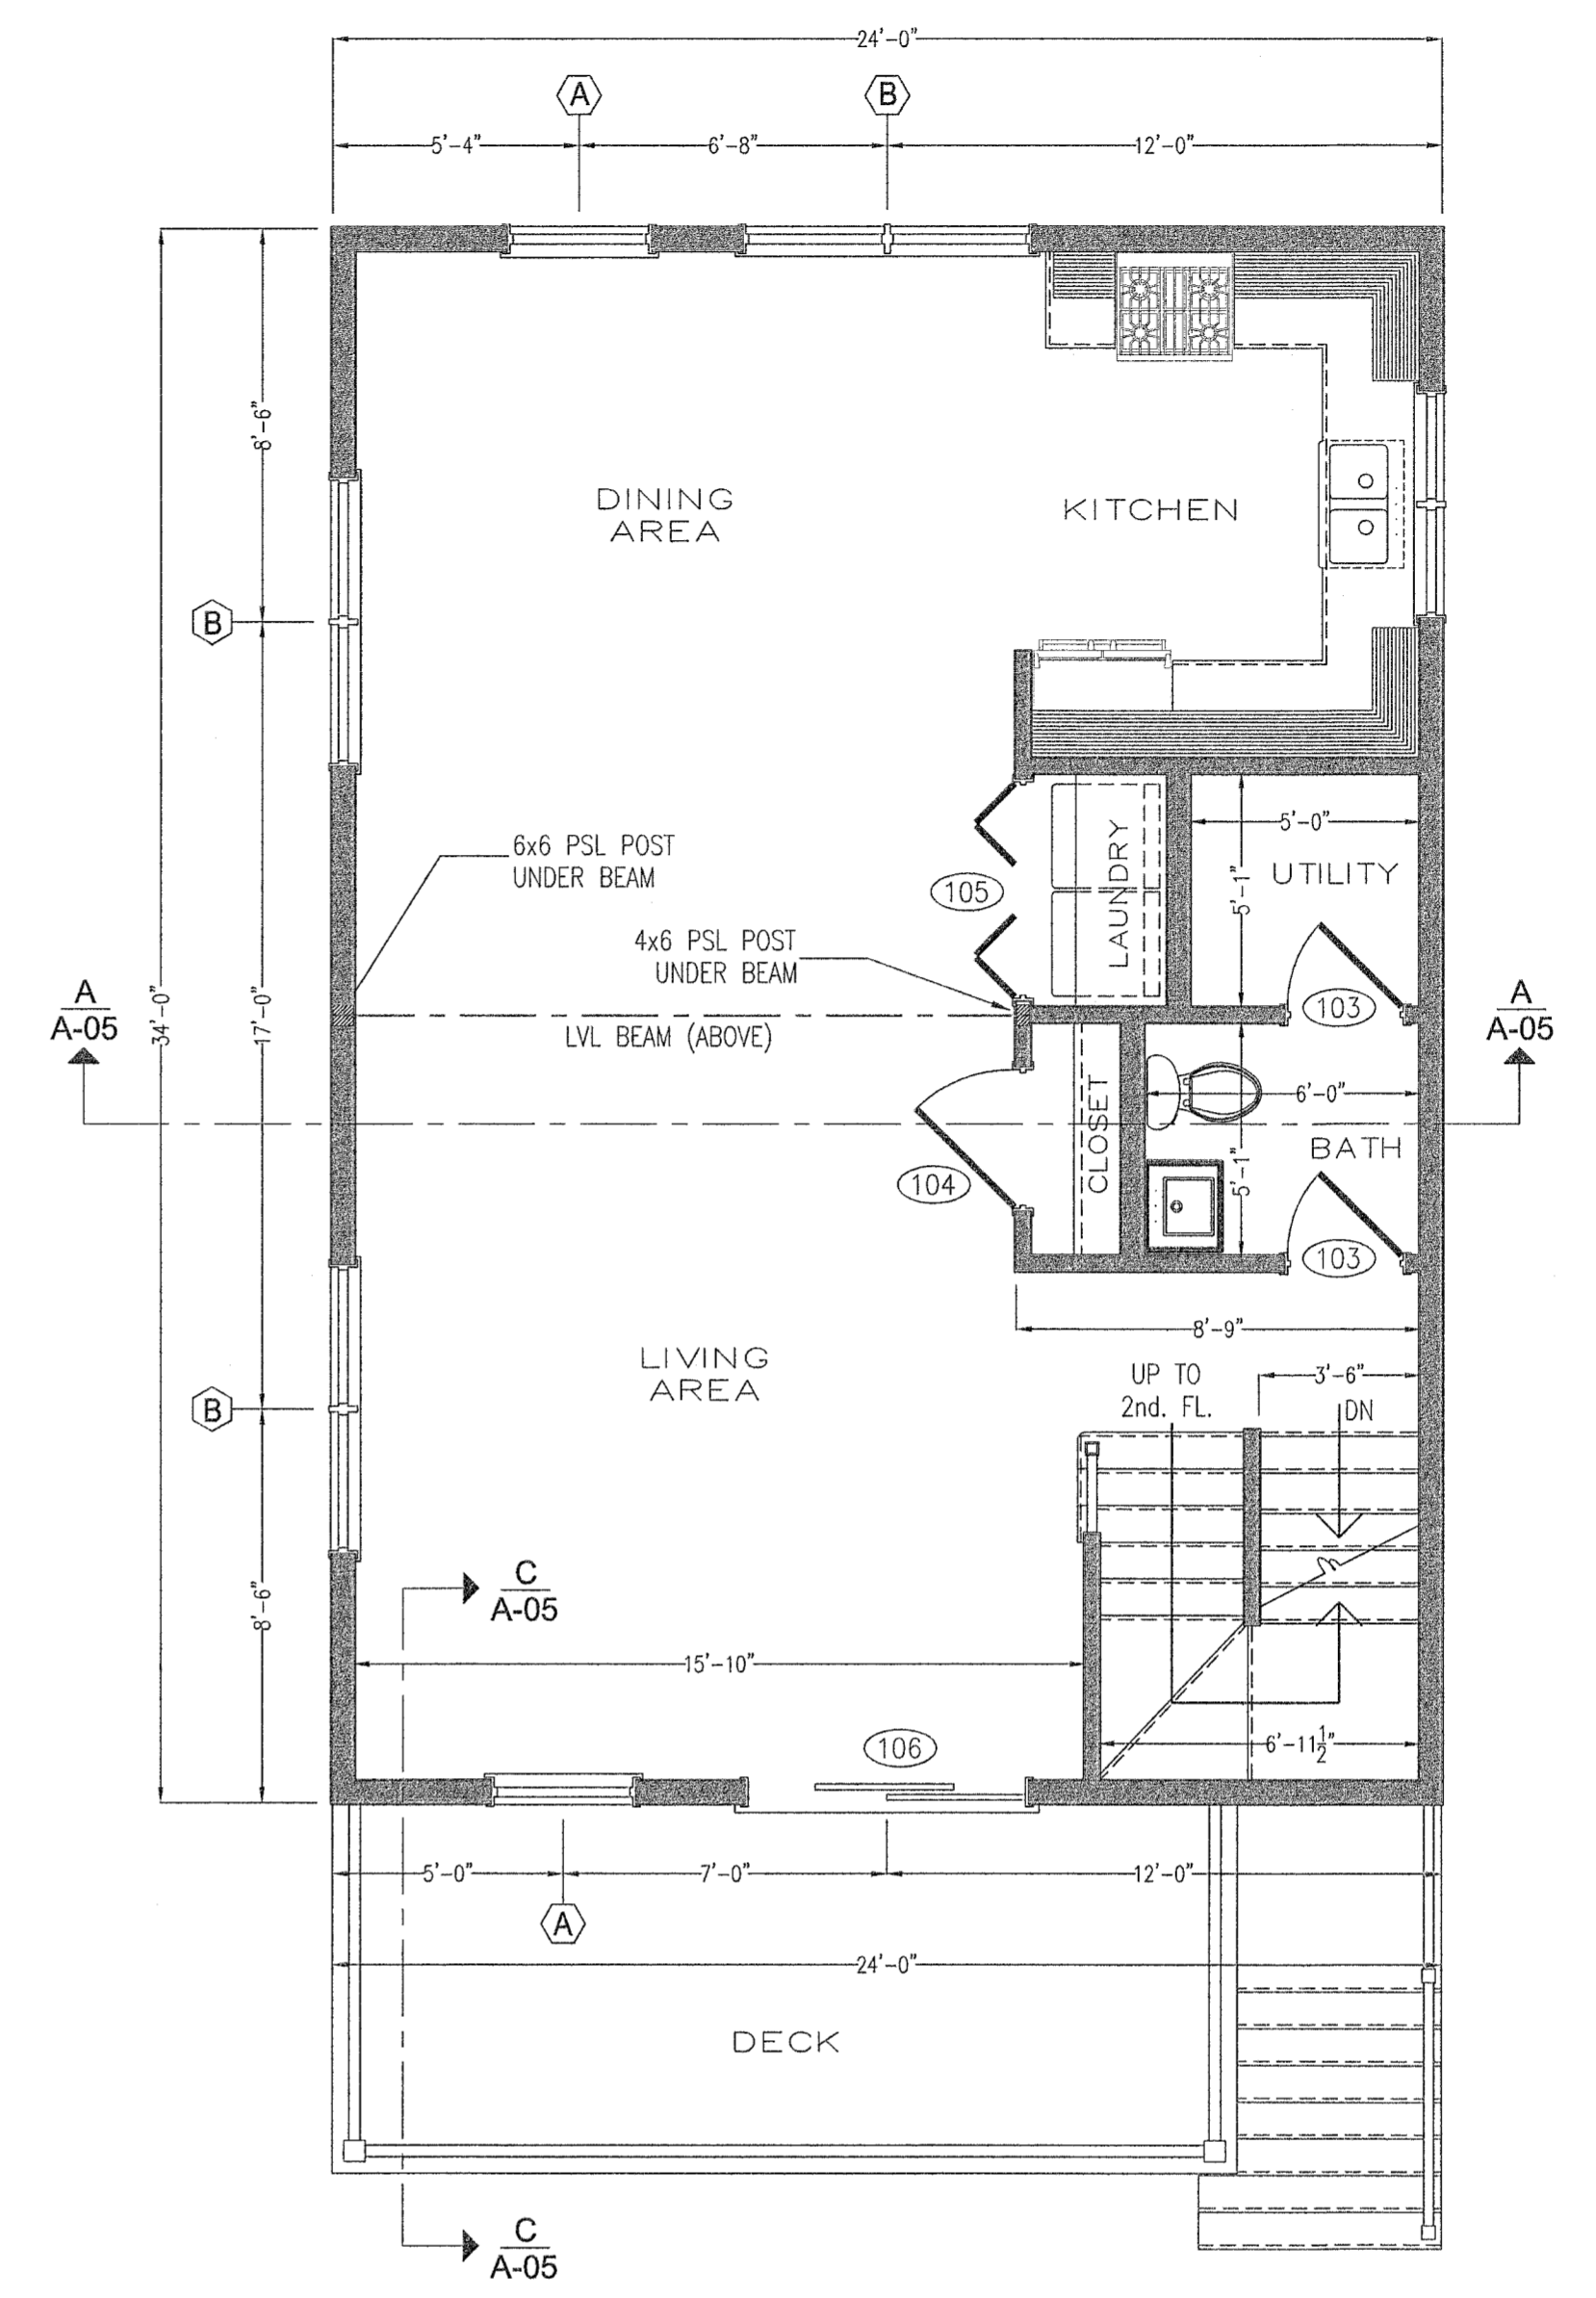 24'-0"
A
B
5'-4"
6'-8"
12'-0"
8'-6"
DINING
AREA
KITCHEN
B
6x6 PSL POST
UNDER BEAM
105
LAUNDRY
5'-0"
UTILITY
5'-1"
4x6 PSL POST
UNDER BEAM
A
A-05
34'-0"
17'-0"
LVL BEAM (ABOVE)
103
A
A-05
6'-0"
CLOSET
BATH
5'-1"
104
103
8'-9"
LIVING
AREA
UP TO
2nd. FL.
3'-6"
DN
B
8'-6"
C
A-05
15'-10"
106
6'-11½"
5'-0"
7'-0"
12'-0"
A
24'-0"
DECK
C
A-05